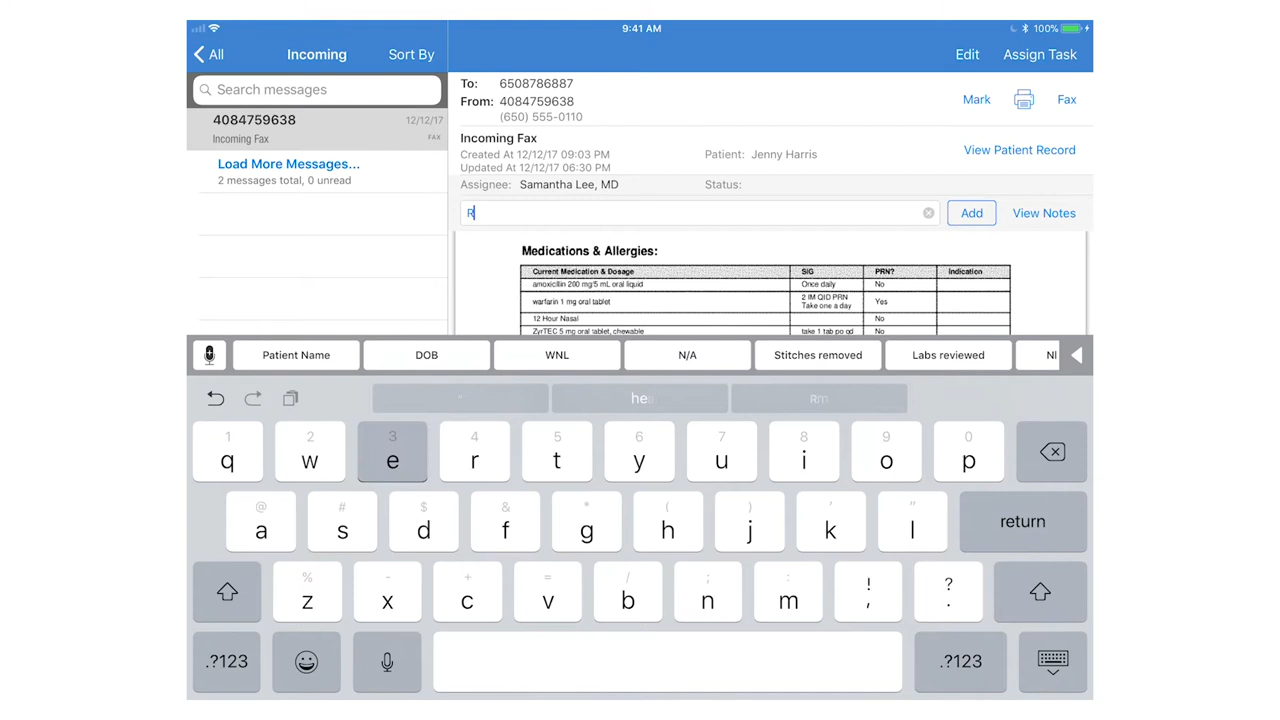 9:41 AM
100%
All
Incoming
Sort By
Edit
Assign Task
Search messages
4084759638
12/12/17
Incoming Fax
FAX
Load More Messages...
2 messages total, 0 unread
To: 6508786887
From: 4084759638
(650) 555-0110
Mark
Fax
Incoming Fax
Created At 12/12/17 09:03 PM
Updated At 12/12/17 06:30 PM
Patient: Jenny Harris
View Patient Record
Assignee: Samantha Lee, MD
Status:
R
Add
View Notes
Medications & Allergies:
Current Medication & Dosage SIG PRN? Indication
amoxicillin 200 mg/5 mL oral liquid Once daily No
warfarin 1 mg oral tablet 2 IM QID PRN Take one a day Yes
12 Hour Nasal No
ZyrTEC 5 mg oral tablet, chewable take 1 tab po qd No
Patient Name DOB WNL N/A Stitches removed Labs reviewed
Rm
1 2 3 4 5 6 7 8 9 0
q w e r t y u i o p
@ # $ & * ( ) ' "
a s d f g h j k l return
% - + = / ; : ! ?
z x c v b n m , .
.?123 .?123